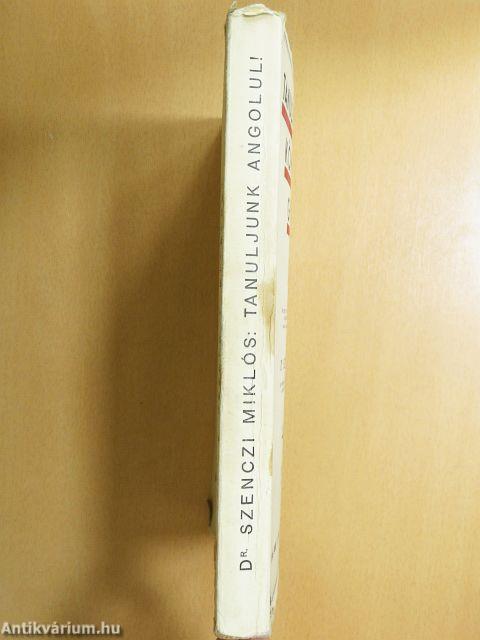 DR. SZENCZI MIKLÓS: TANULJUNK ANGOLUL!
Antikvárium.hu